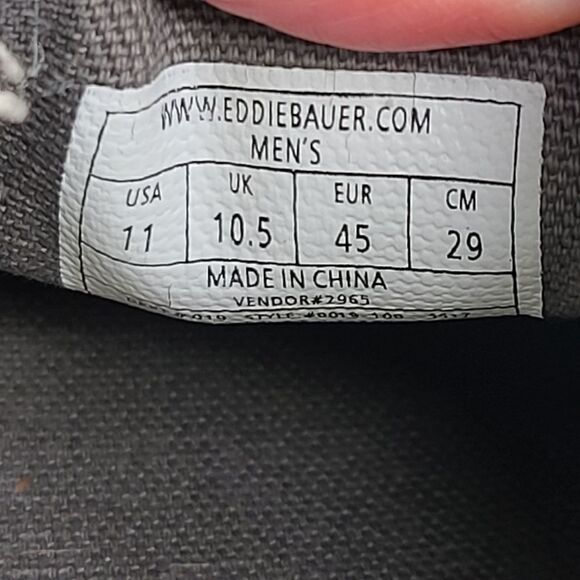 WWW.EDDIEBAUER.COM
MEN'S
USA UK EUR CM
11 10.5 45 29
MADE IN CHINA
VENDOR#2965